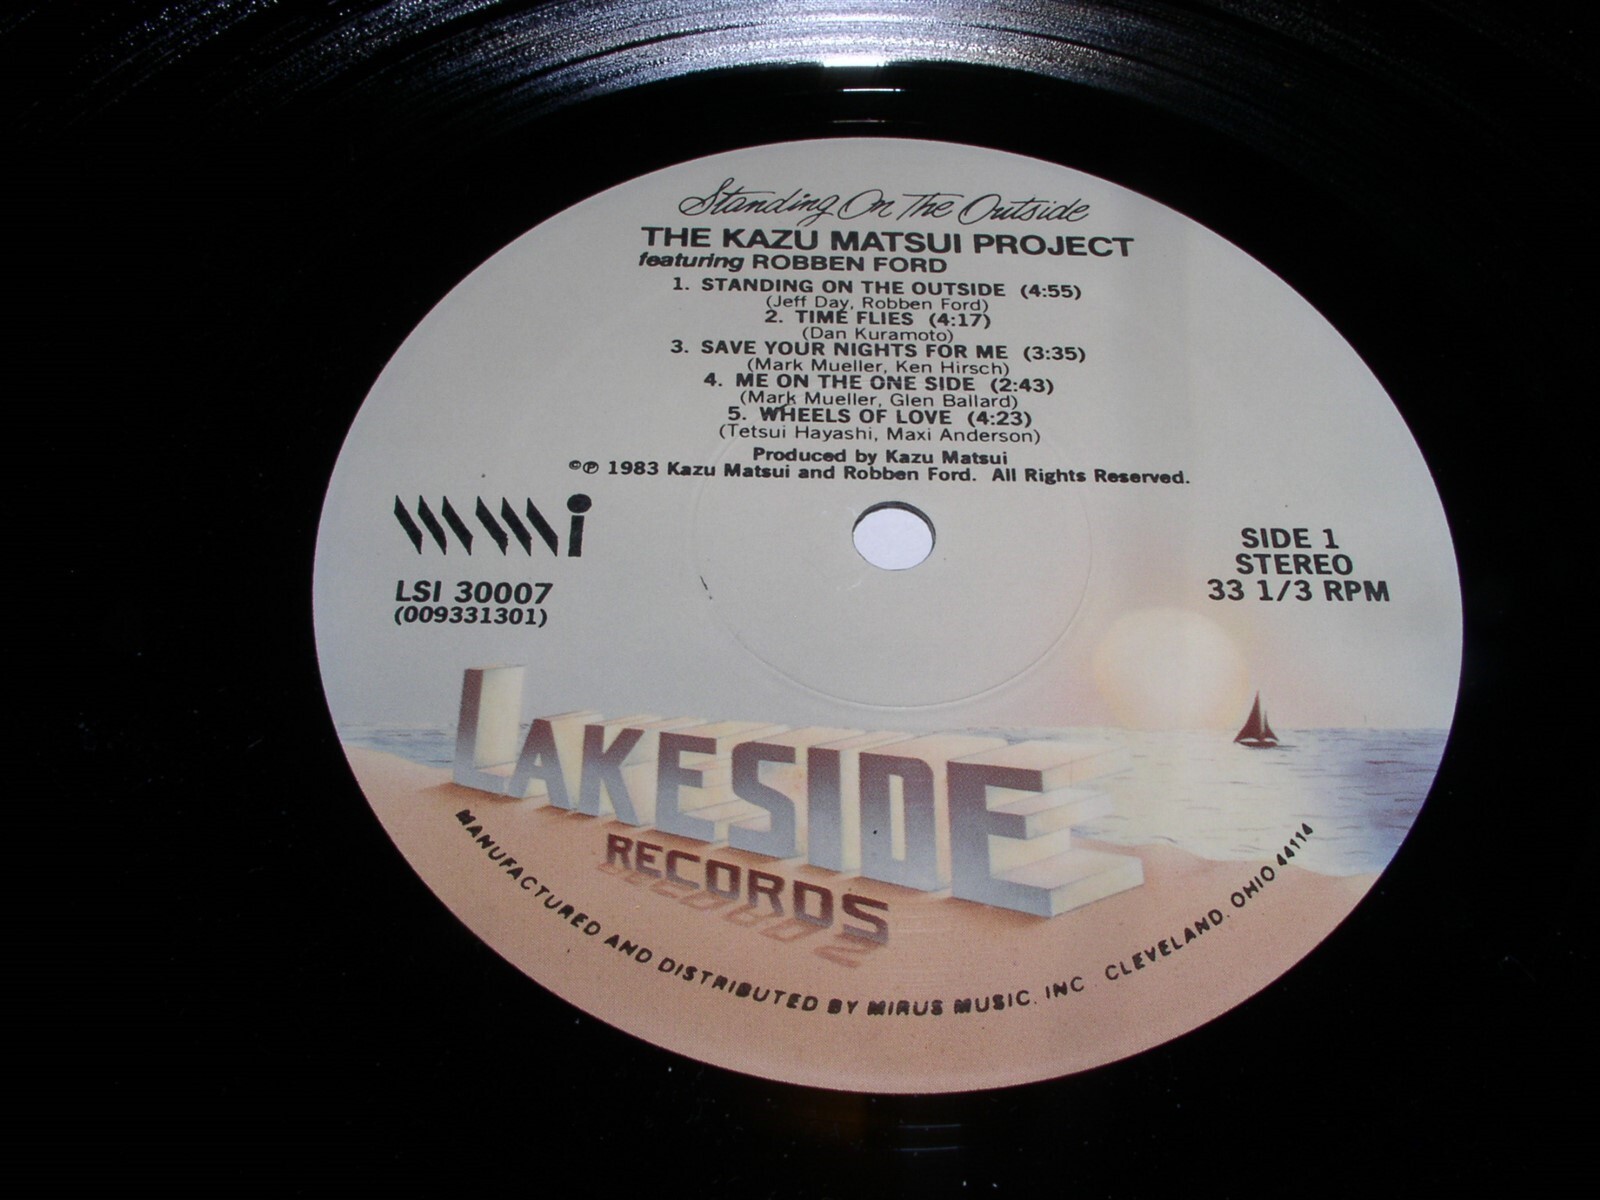 Standing On The Outside
THE KAZU MATSUI PROJECT
featuring ROBBEN FORD
1. STANDING ON THE OUTSIDE (4:55)
(Jeff Day, Robben Ford)
2. TIME FLIES (4:17)
(Dan Kuramoto)
3. SAVE YOUR NIGHTS FOR ME (3:35)
(Mark Mueller, Ken Hirsch)
4. ME ON THE ONE SIDE (2:43)
(Mark Mueller, Glen Ballard)
5. WHEELS OF LOVE (4:23)
(Tetsui Hayashi, Maxi Anderson)
Produced by Kazu Matsui
©℗ 1983 Kazu Matsui and Robben Ford. All Rights Reserved.
mmi
LSI 30007
(009331301)
SIDE 1
STEREO
33 1/3 RPM
LAKESIDE
RECORDS
MANUFACTURED AND DISTRIBUTED BY MIRUS MUSIC, INC. CLEVELAND, OHIO 44114